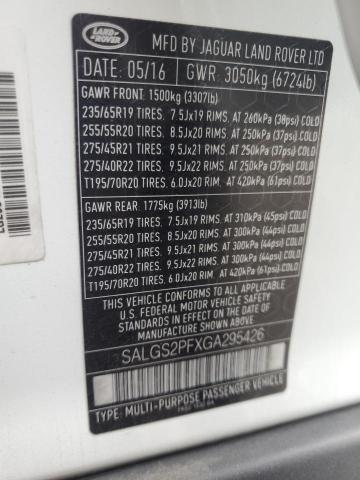 LAND ROVER
MFD BY JAGUAR LAND ROVER LTD
DATE: 05/16 GWR: 3050kg (6724lb)
GAWR FRONT: 1500kg (3307lb)
235/65R19 TIRES. 7.5Jx19 RIMS. AT 260kPa (38psi) COLD
255/55R20 TIRES. 8.5Jx20 RIMS. AT 250kPa (37psi) COLD
275/45R21 TIRES. 9.5Jx21 RIMS. AT 250kPa (37psi) COLD
275/40R22 TIRES. 9.5Jx22 RIMS. AT 250kPa (37psi) COLD
T195/70R20 TIRES. 6.0Jx20 RIM. AT 420kPa (61psi) COLD
GAWR REAR: 1775kg (3913lb)
235/65R19 TIRES. 7.5Jx19 RIMS. AT 310kPa (45psi) COLD
255/55R20 TIRES. 8.5Jx20 RIMS. AT 300kPa (44psi) COLD
275/45R21 TIRES. 9.5Jx21 RIMS. AT 300kPa (44psi) COLD
275/40R22 TIRES. 9.5Jx22 RIMS. AT 300kPa (44psi) COLD
T195/70R20 TIRES. 6.0Jx20 RIM. AT 420kPa (61psi) COLD
THIS VEHICLE CONFORMS TO ALL APPLICABLE
FEDERAL MOTOR VEHICLE SAFETY AND THEFT
PREVENTION STANDARDS IN EFFECT ON THE DATE
OF MANUFACTURE SHOWN ABOVE.
SALGS2PFXGA295426
TYPE: MULTI-PURPOSE PASSENGER VEHICLE